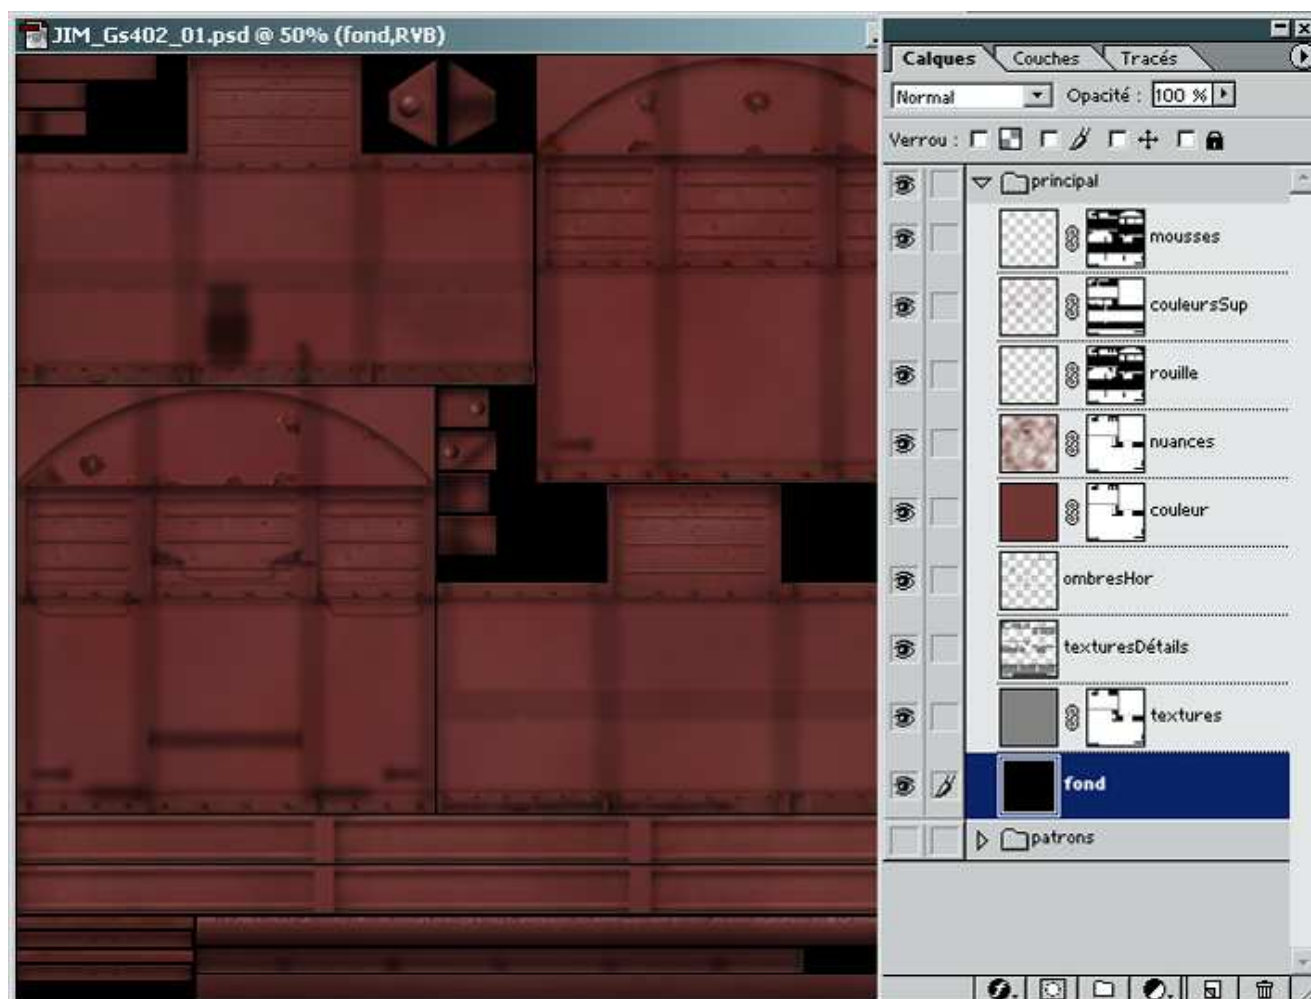 JIM_Gs402_01.psd @ 50% (fond,RVB)
Calques Couches Tracés
Normal Opacité : 100 %
Verrou :
principal
mousses
couleursSup
rouille
nuances
couleur
ombresHor
texturesDétails
textures
fond
patrons